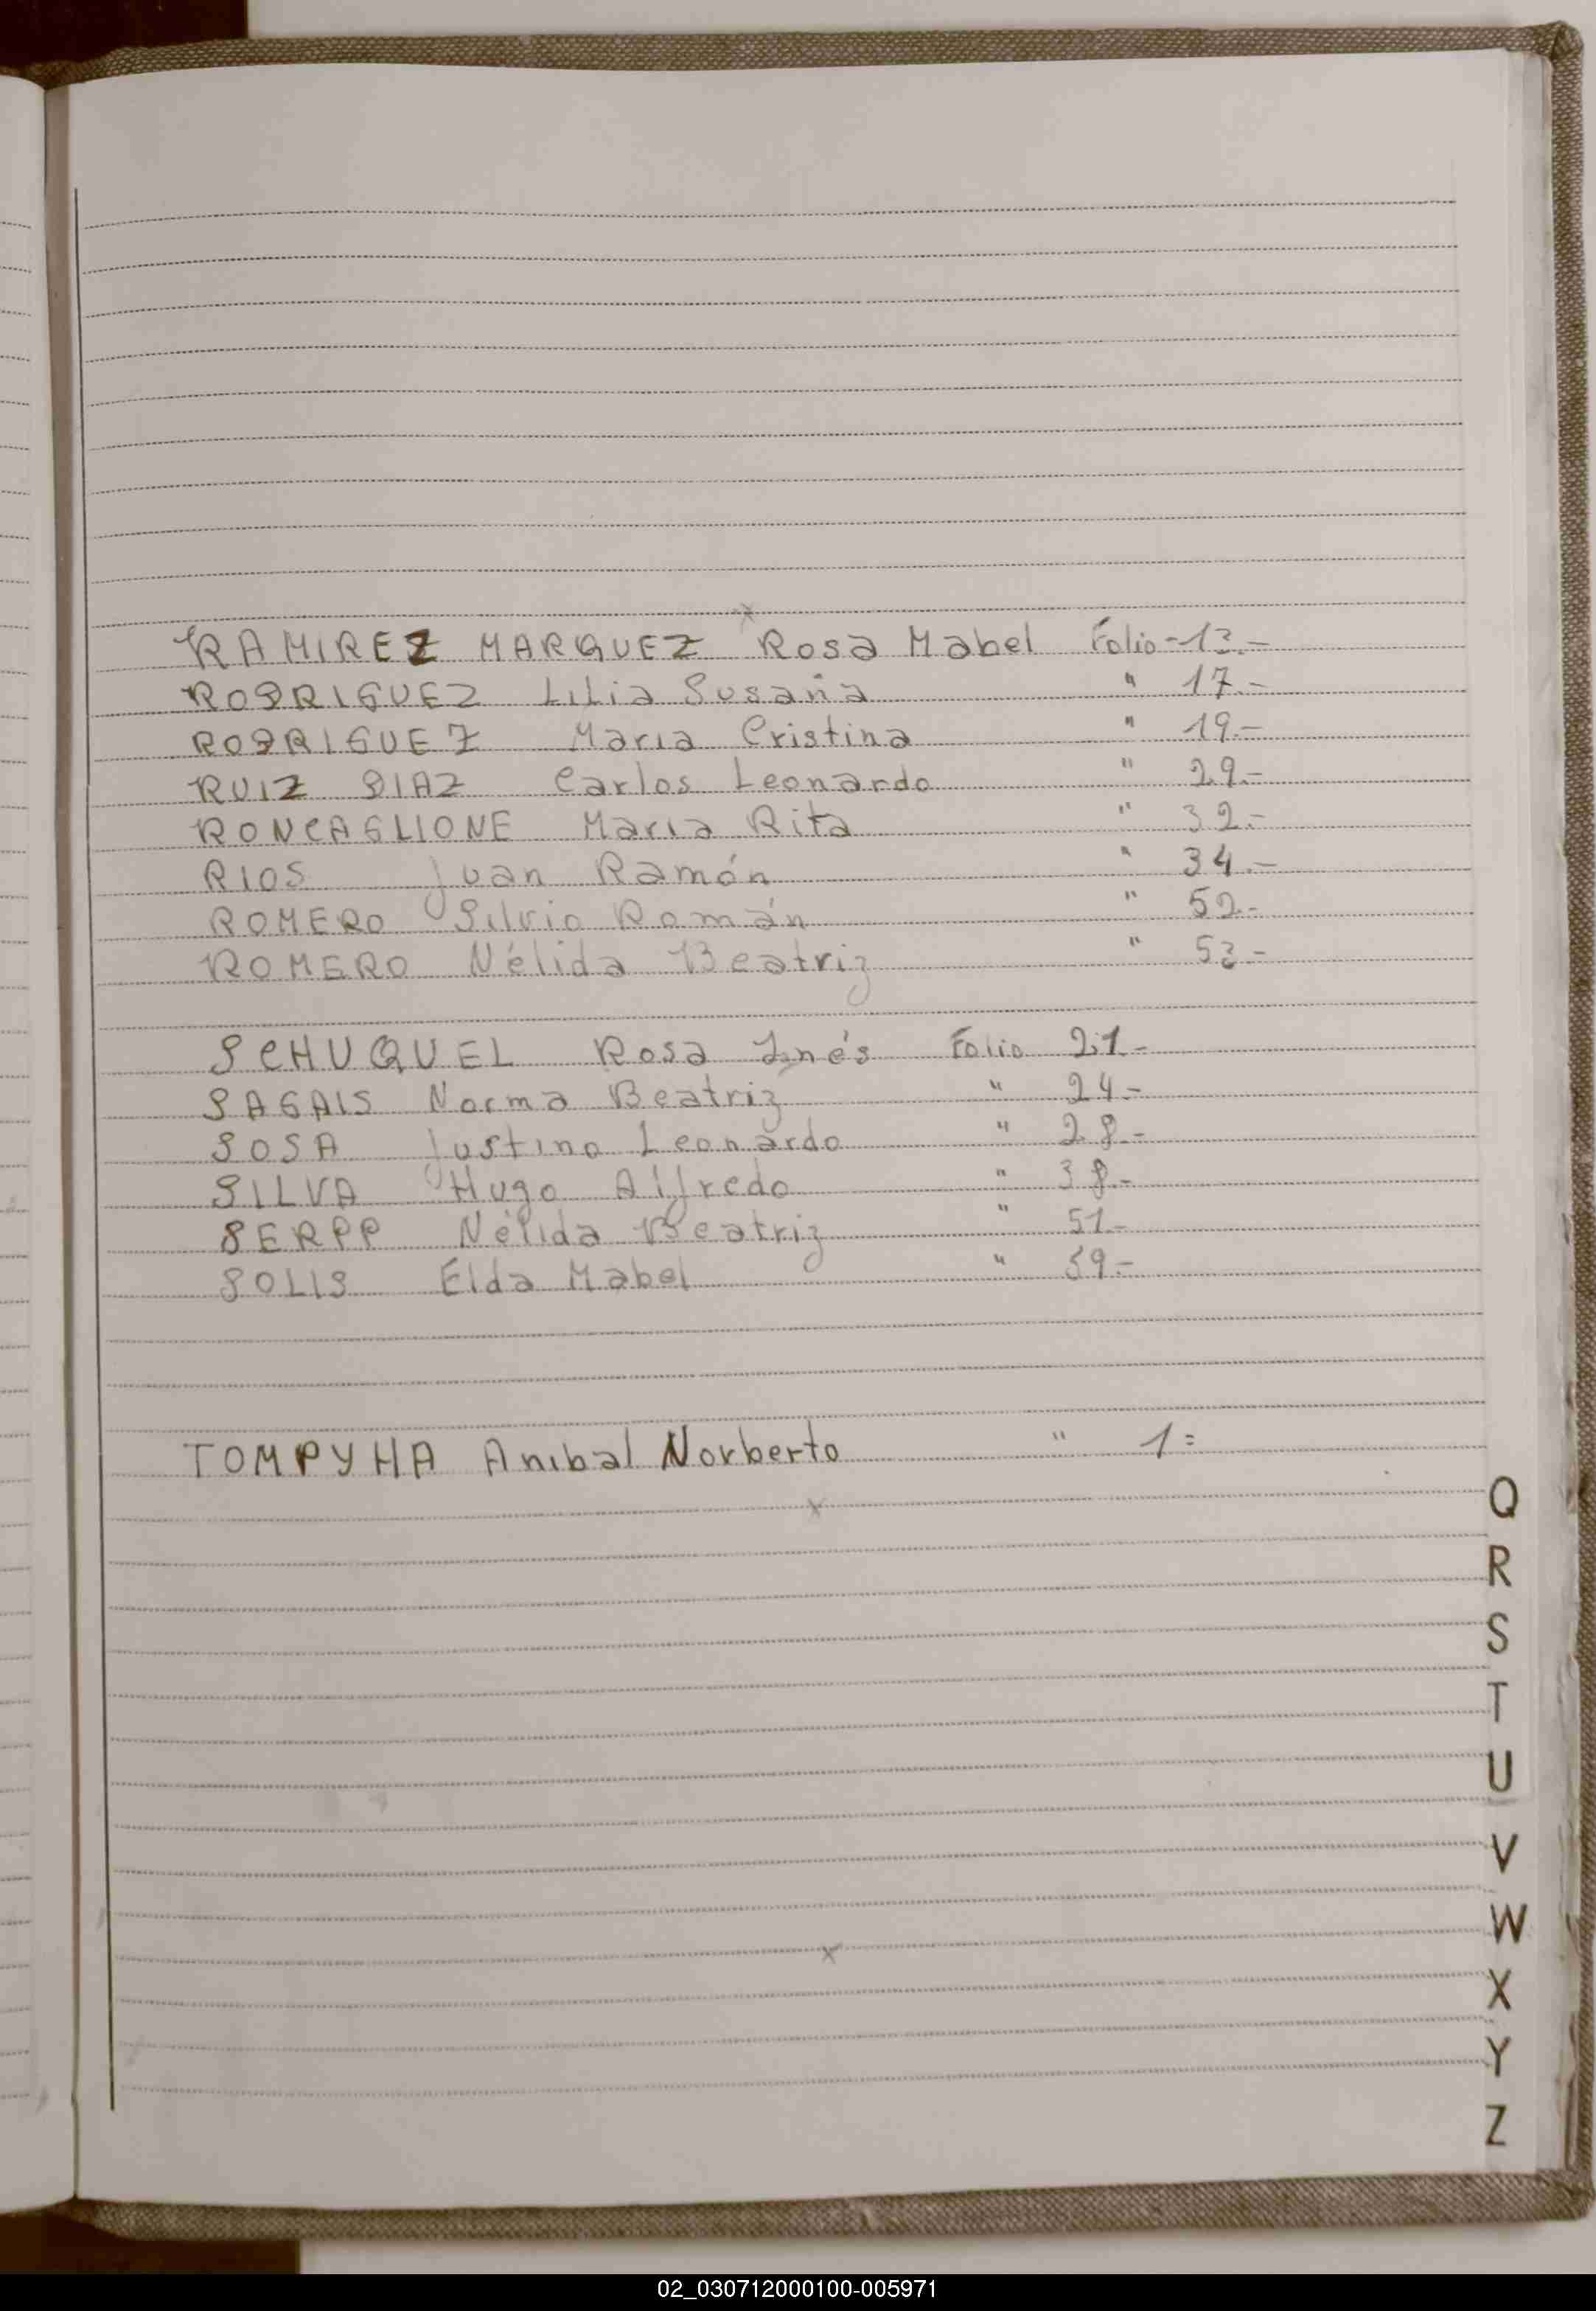 RAMIREZ MARQUEZ Rosa Mabel Folio - 13.-
RODRIGUEZ Lilia Susana " 17.-
RODRIGUEZ Maria Cristina " 19.-
RUIZ DIAZ Carlos Leonardo " 29.-
RONCAGLIONE Maria Rita " 32.-
RIOS Juan Ramón " 34.-
ROMERO Silvio Román " 52-
ROMERO Nélida Beatriz " 53-
SCHUQUEL Rosa Inés Folio 21-
SAGAIS Norma Beatriz " 24-
SOSA Justino Leonardo " 28-
SILVA Hugo Alfredo " 38-
SERPP Nélida Beatriz " 51-
SOLIS Elda Mabel " 59-
TOMPYHA Anibal Norberto " 1=
Q
R
S
T
U
V
W
X
Y
Z
02_030712000100-005971